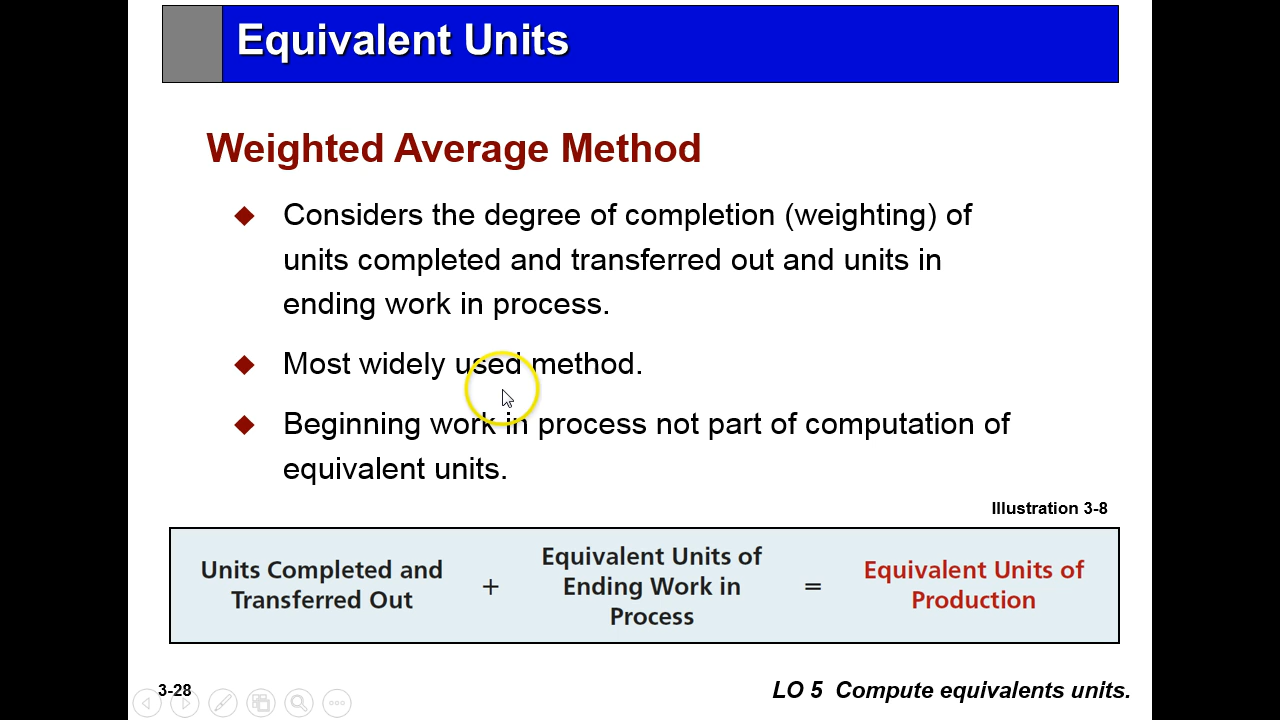 Equivalent Units
Weighted Average Method
Considers the degree of completion (weighting) of
units completed and transferred out and units in
ending work in process.
Most widely used method.
Beginning work in process not part of computation of
equivalent units.
Illustration 3-8
Units Completed and
Transferred Out
+
Equivalent Units of
Ending Work in
Process
=
Equivalent Units of
Production
3-28
LO 5 Compute equivalents units.